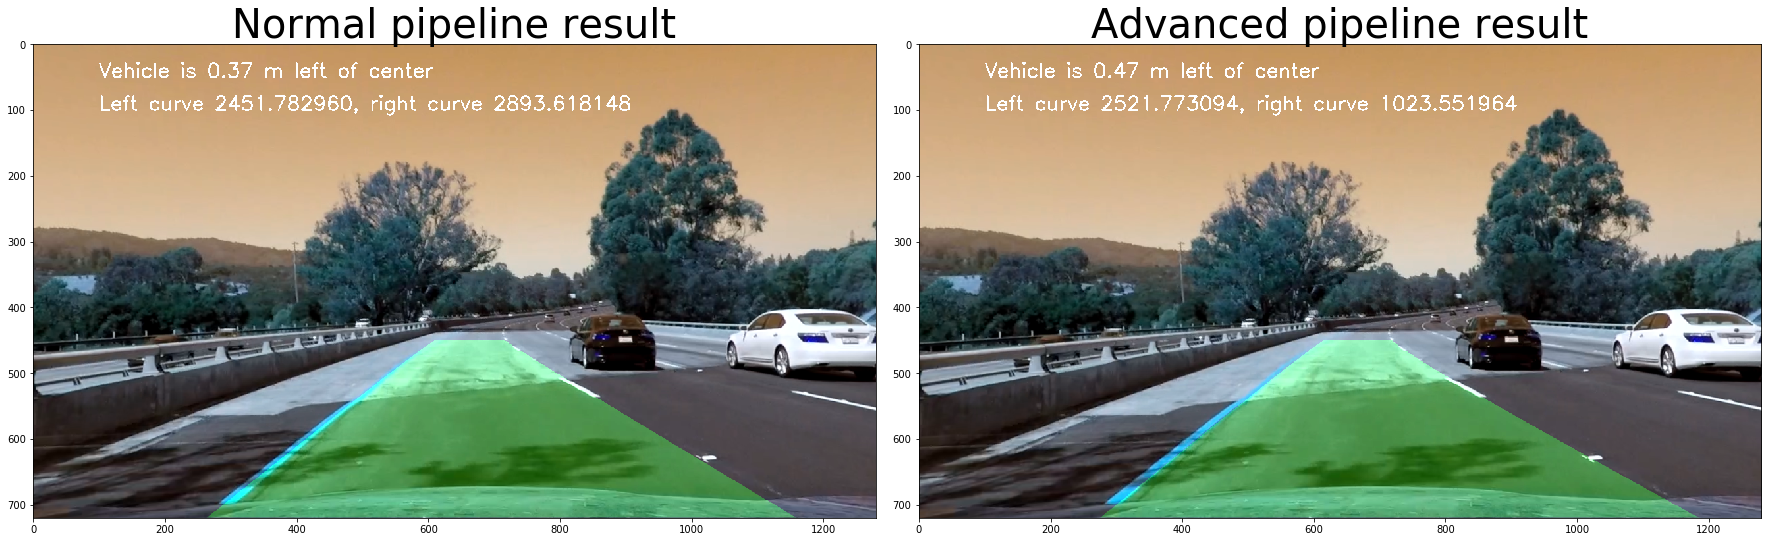 Normal pipeline result
Vehicle is 0.37 m left of center
Left curve 2451.782960, right curve 2893.618148
0
100
200
300
400
500
600
700
0 200 400 600 800 1000 1200
Advanced pipeline result
Vehicle is 0.47 m left of center
Left curve 2521.773094, right curve 1023.551964
0
100
200
300
400
500
600
700
0 200 400 600 800 1000 1200